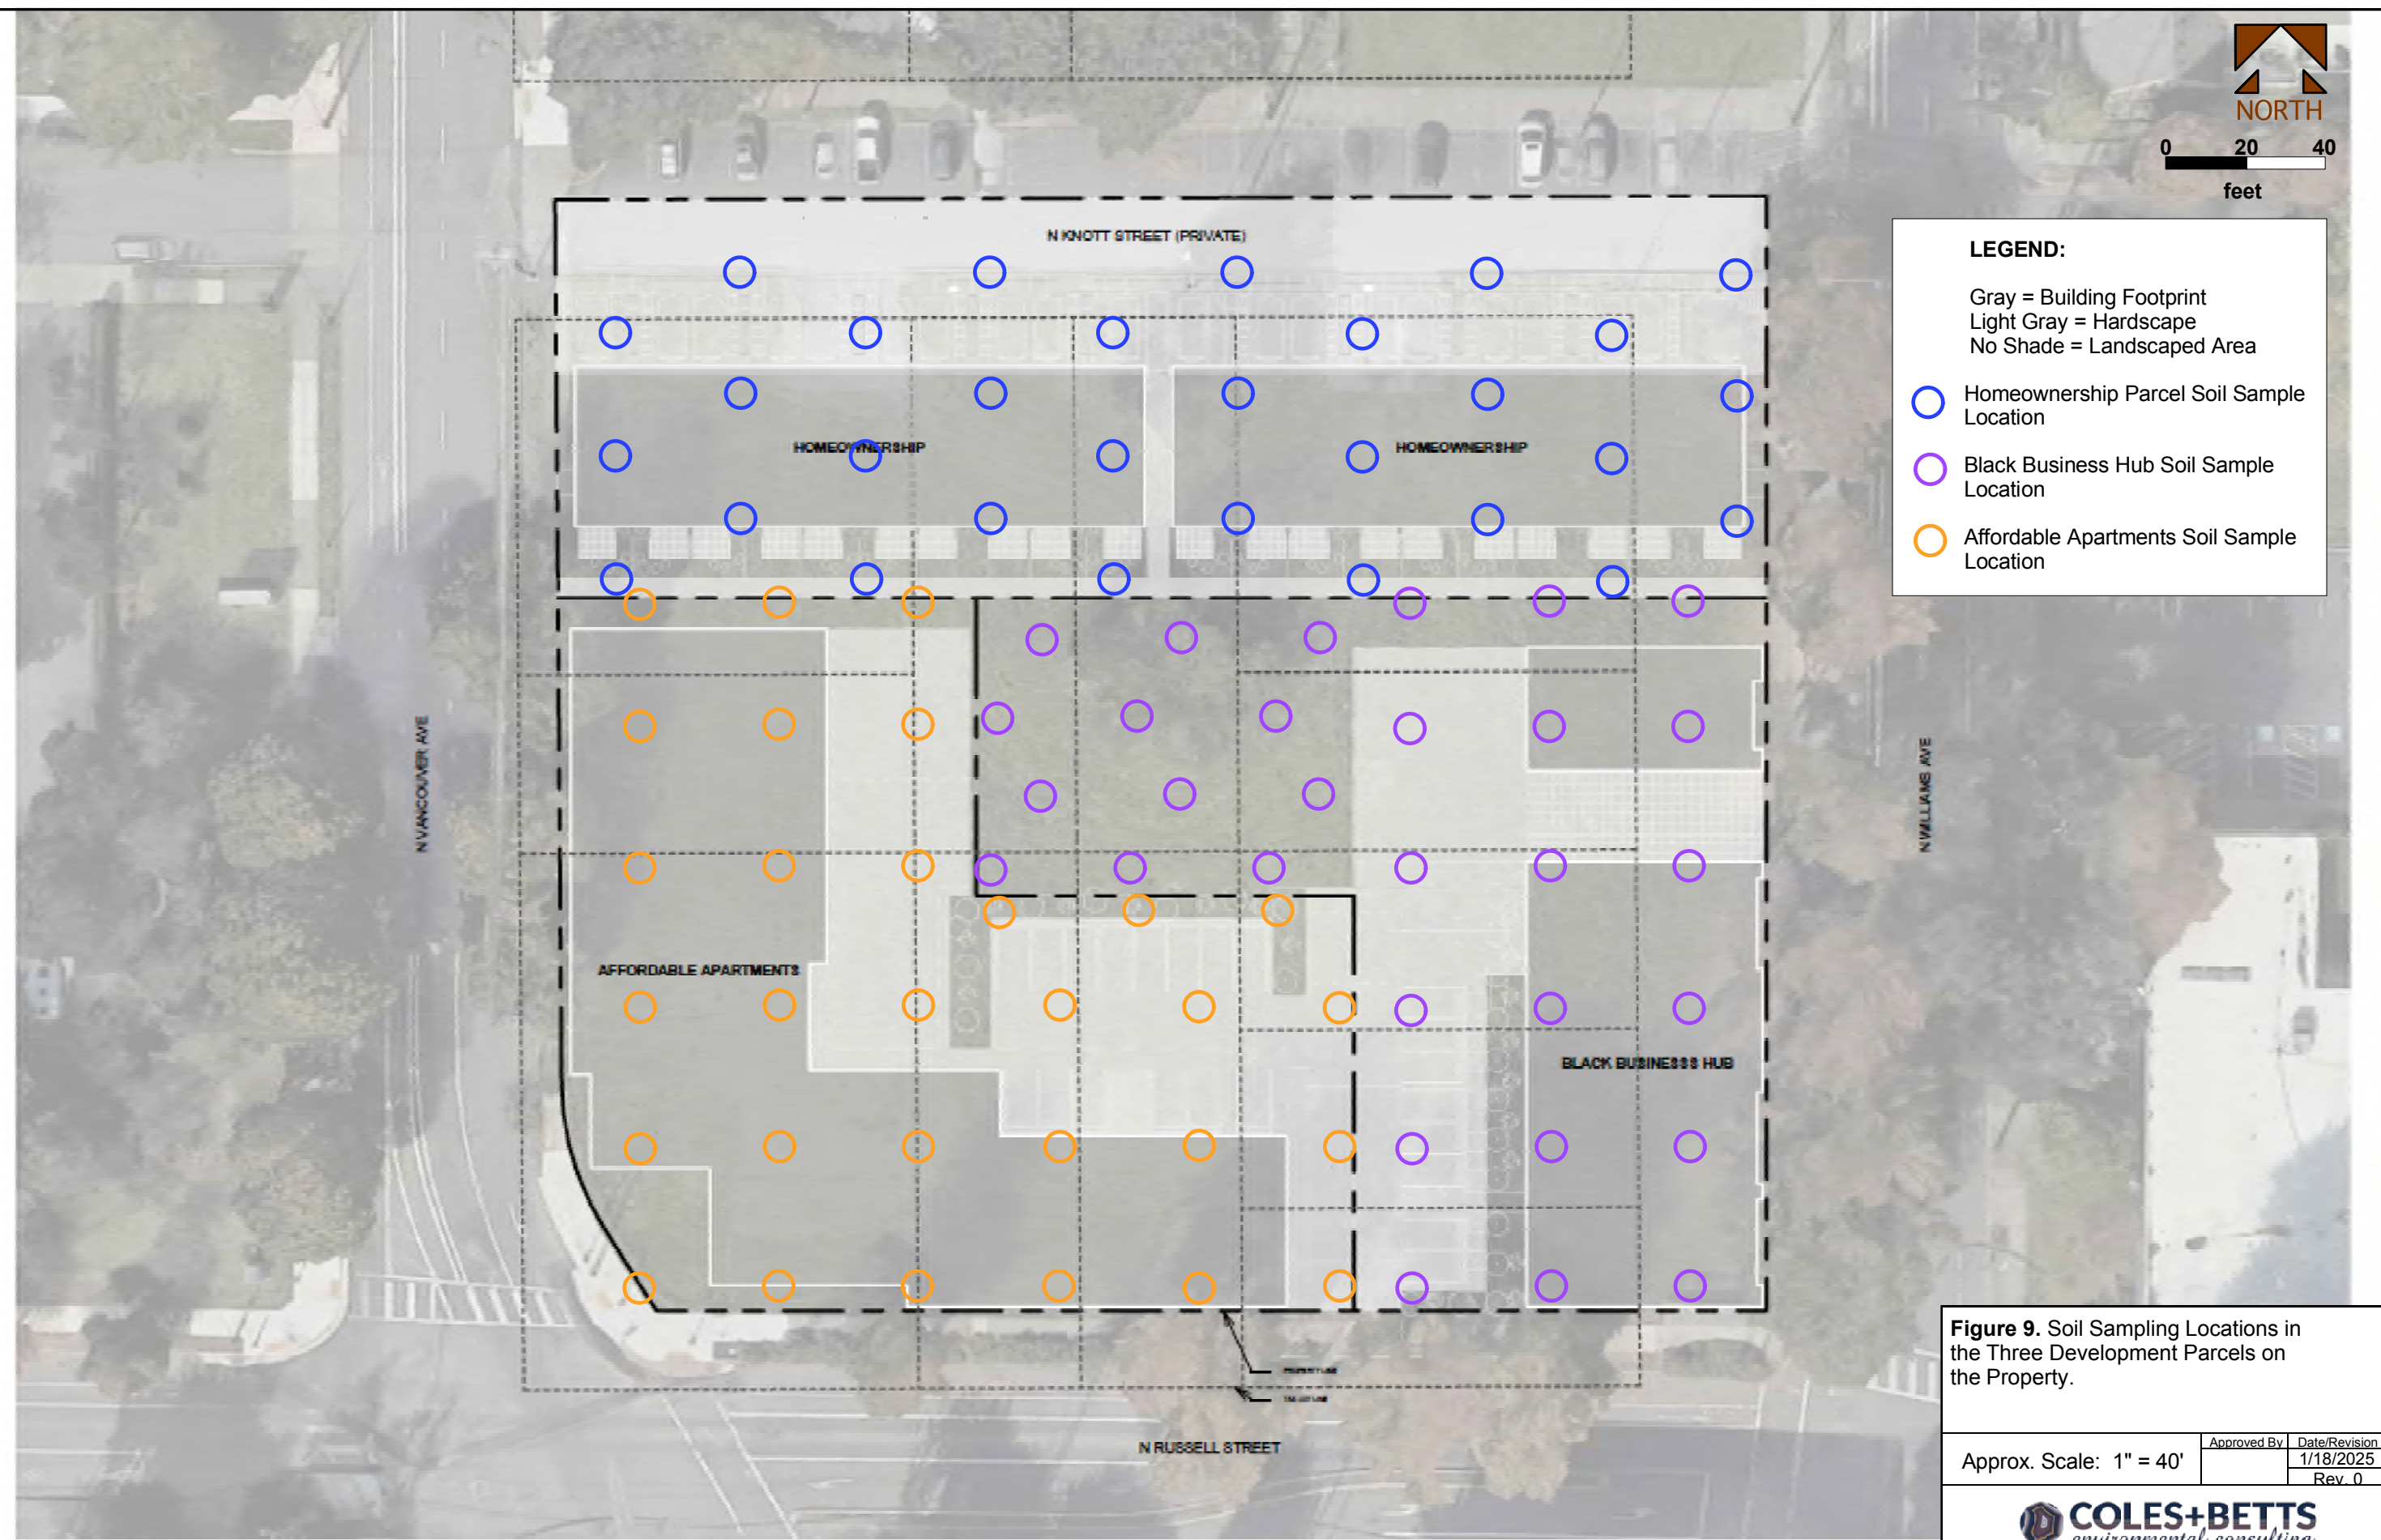 NORTH
0 20 40
feet
N KNOTT STREET (PRIVATE)
LEGEND:
Gray = Building Footprint
Light Gray = Hardscape
No Shade = Landscaped Area
Homeownership Parcel Soil Sample
Location
Black Business Hub Soil Sample
Location
Affordable Apartments Soil Sample
Location
HOMEOWNERSHIP
HOMEOWNERSHIP
N VANCOUVER AVE
N WILLIAMS AVE
AFFORDABLE APARTMENTS
BLACK BUSINESSS HUB
N RUSSELL STREET
Figure 9. Soil Sampling Locations in
the Three Development Parcels on
the Property.
Approx. Scale: 1" = 40'
Approved By
Date/Revision
1/18/2025
Rev. 0
COLES+BETTS
environmental consulting